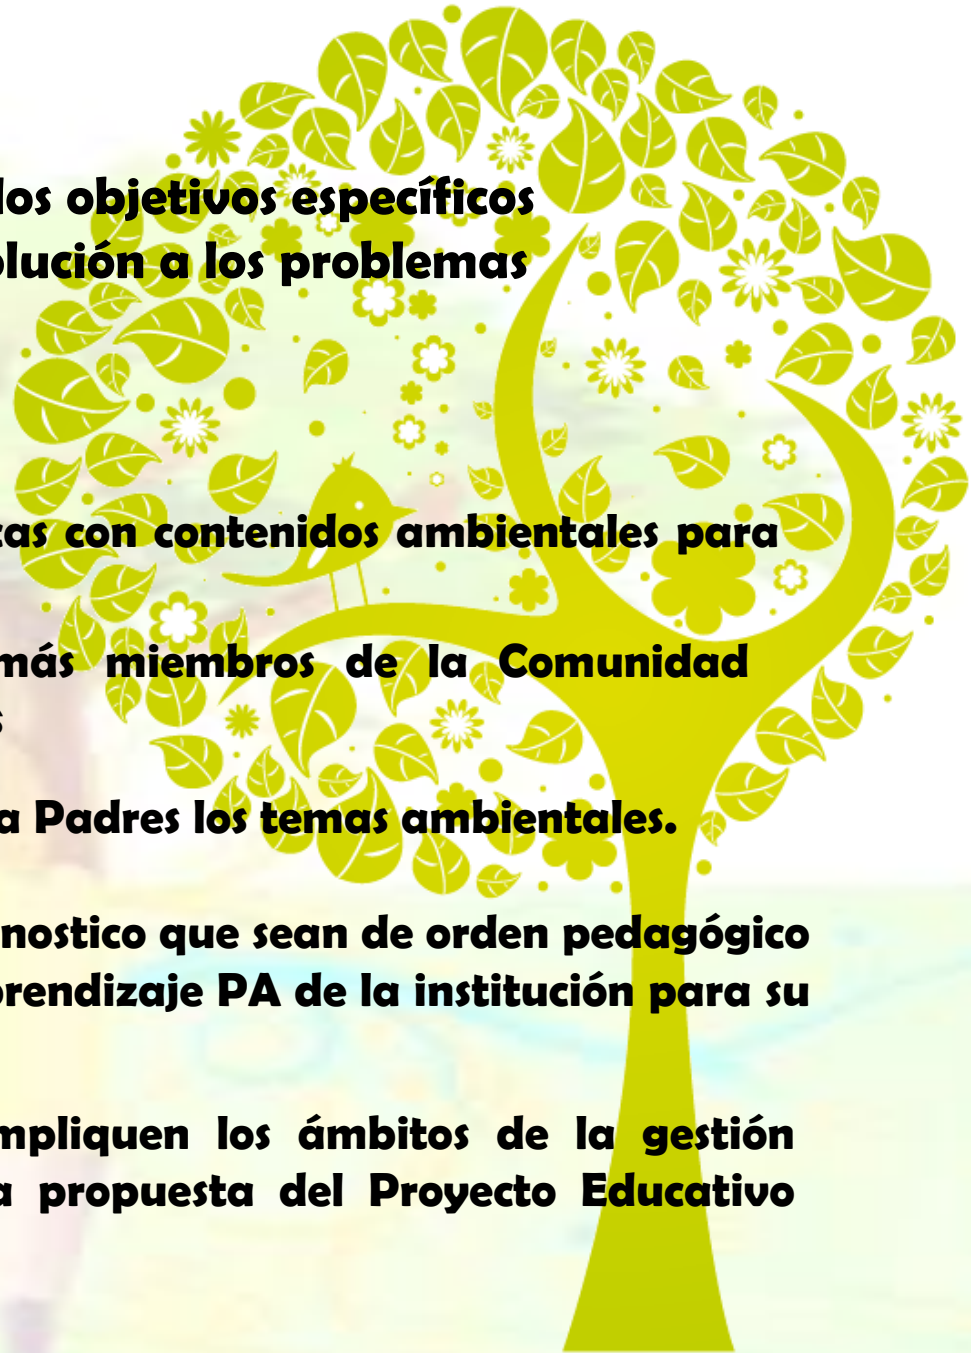 los objetivos específicos
olución a los problemas
cas con contenidos ambientales para
más miembros de la Comunidad
s
a Padres los temas ambientales.
nostico que sean de orden pedagógico
prendizaje PA de la institución para su
mpliquen los ámbitos de la gestión
a propuesta del Proyecto Educativo